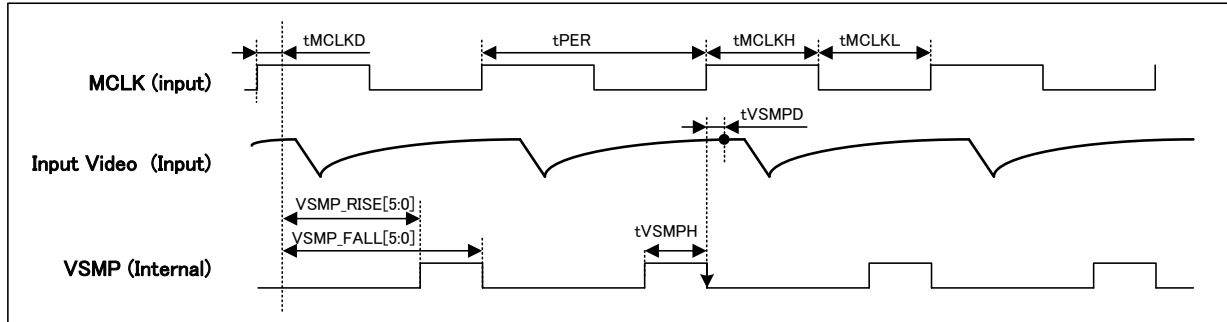 tMCLKD
tPER
tMCLKH
tMCLKL
MCLK (input)
tVSMPD
Input Video (Input)
VSMP_RISE[5:0]
VSMP_FALL[5:0]
tVSMPH
VSMP (Internal)